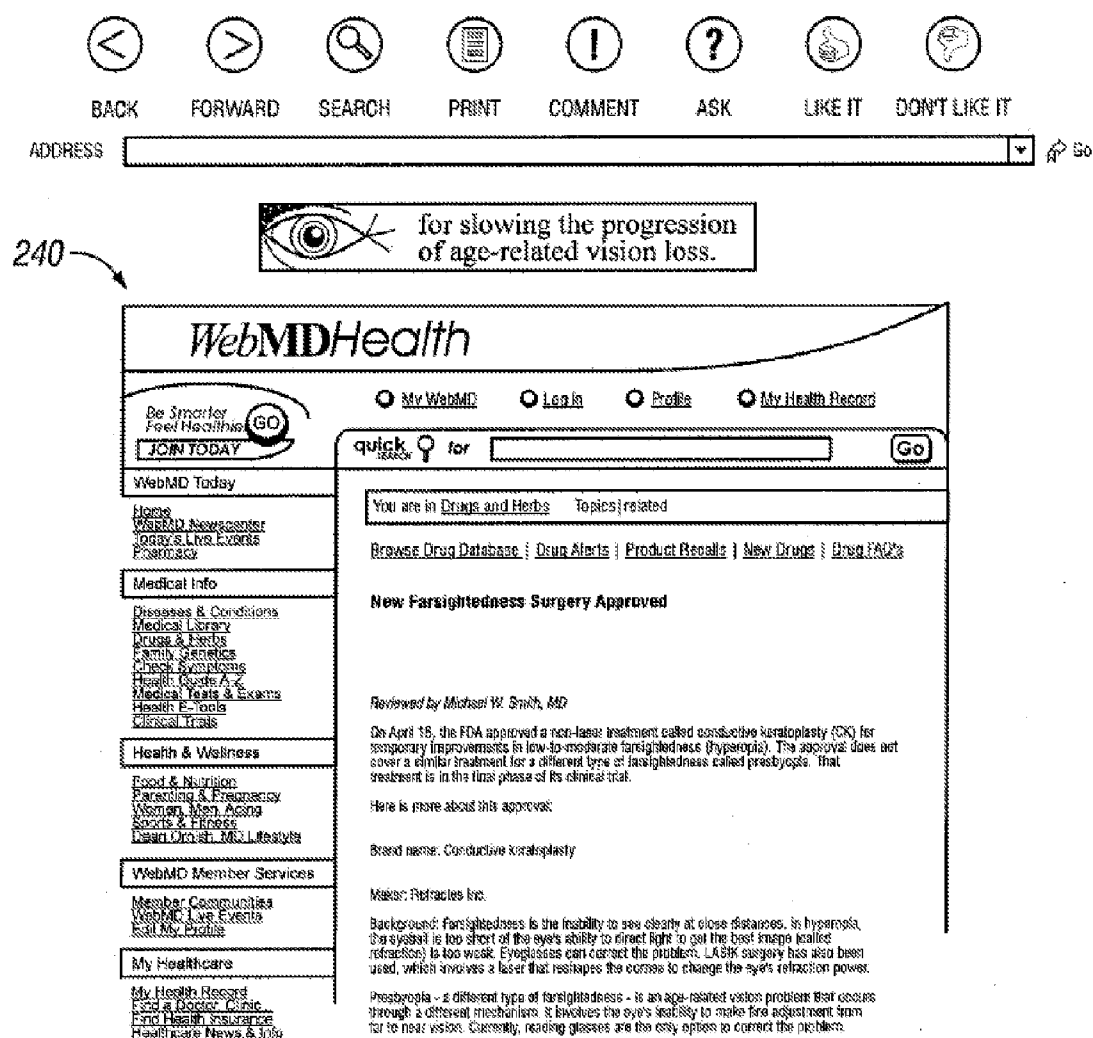 BACK FORWARD SEARCH PRINT COMMENT ASK LIKE IT DON'T LIKE IT
ADDRESS Go
for slowing the progression
of age-related vision loss.
240
WebMDHealth
Be Smarter
Feel Healthier
GO
JOIN TODAY
My WebMD Log in Profile My Health Record
quick SEARCH for Go
WebMD Today
Home
WebMD Newscenter
Today's Live Events
Pharmacy
Medical Info
Diseases & Conditions
Medical Library
Drugs & Herbs
Family Genetics
Check Symptoms
Health Guide A-Z
Medical Tests & Exams
Health E-Tools
Clinical Trials
Health & Wellness
Food & Nutrition
Parenting & Pregnancy
Woman, Men, Aging
Sports & Fitness
Dean Ornish, MD Lifestyle
WebMD Member Services
Member Communities
WebMD Live Events
Edit My Profile
My Healthcare
My Health Record
Find a Doctor, Clinic...
Find Health Insurance
Healthcare News & Info
You are in Drugs and Herbs Topics|related
Browse Drug Database | Drug Alerts | Product Recalls | New Drugs | Drug FAQ's
New Farsightedness Surgery Approved
Reviewed by Michael W. Smith, MD
On April 18, the FDA approved a non-laser treatment called conductive keratoplasty (CK) for
temporary improvements in low-to-moderate farsightedness (hyperopia). The approval does not
cover a similar treatment for a different type of farsightedness called presbyopia. That
treatment is in the final phase of its clinical trial.
Here is more about this approval:
Brand name: Conductive keratoplasty
Maker: Refractec Inc.
Background: Farsightedness is the inability to see clearly at close distances. In hyperopia,
the eyeball is too short of the eye's ability to direct light to get the best image (called
refraction) is too weak. Eyeglasses can correct the problem. LASIK surgery has also been
used, which involves a laser that reshapes the cornea to change the eye's refraction power.
Presbyopia - a different type of farsightedness - is an age-related vision problem that occurs
through a different mechanism. It involves the eye's inability to make fine adjustment from
far to near vision. Currently, reading glasses are the only option to correct the problem.